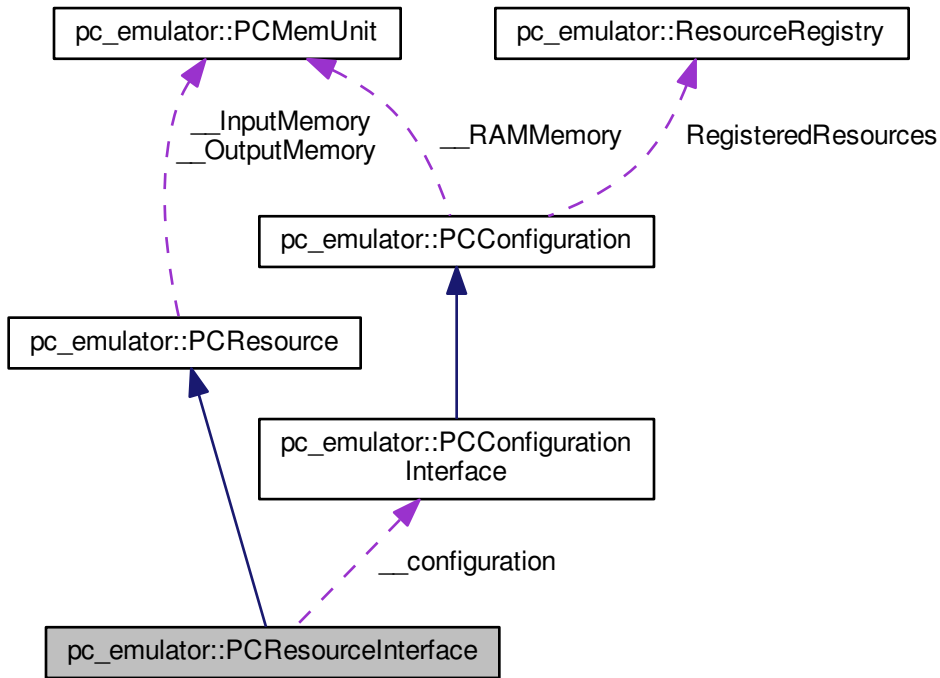 pc_emulator::PCMemUnit
pc_emulator::ResourceRegistry
__InputMemory
__OutputMemory
__RAMMemory
RegisteredResources
pc_emulator::PCConfiguration
pc_emulator::PCResource
pc_emulator::PCConfiguration
Interface
__configuration
pc_emulator::PCResourceInterface